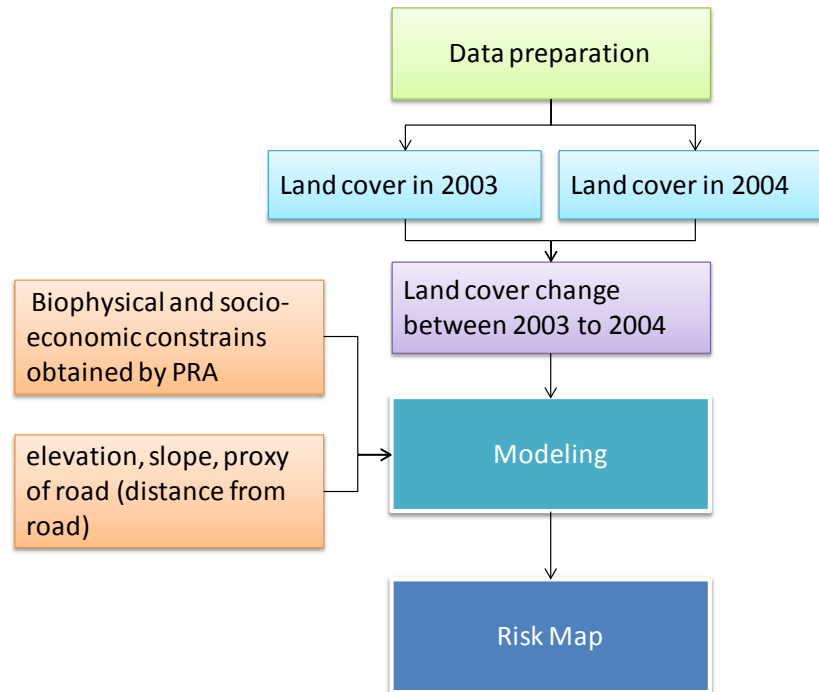 Data preparation
Land cover in 2003
Land cover in 2004
Land cover change
between 2003 to 2004
Biophysical and socio-
economic constrains
obtained by PRA
elevation, slope, proxy
of road (distance from
road)
Modeling
Risk Map